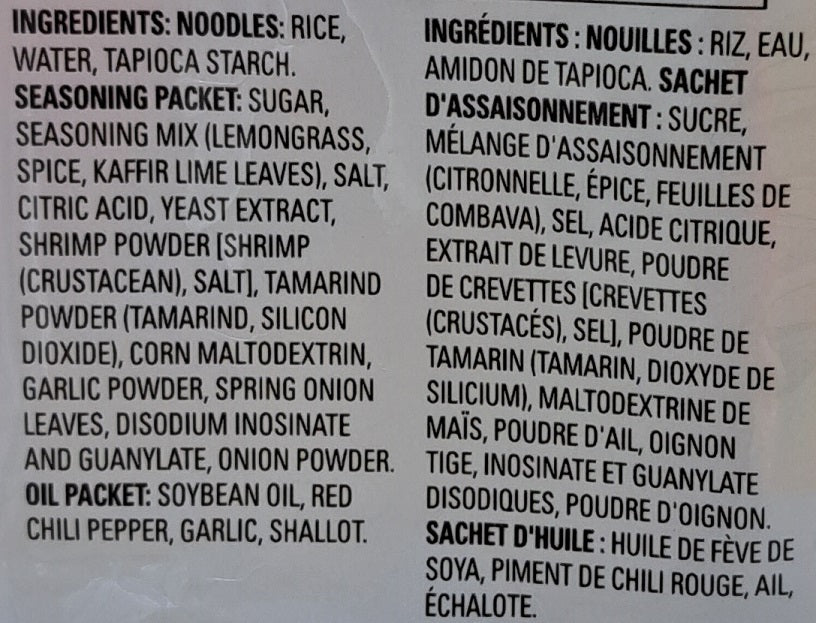 INGREDIENTS: NOODLES: RICE,
WATER, TAPIOCA STARCH.
SEASONING PACKET: SUGAR,
SEASONING MIX (LEMONGRASS,
SPICE, KAFFIR LIME LEAVES), SALT,
CITRIC ACID, YEAST EXTRACT,
SHRIMP POWDER [SHRIMP
(CRUSTACEAN), SALT], TAMARIND
POWDER (TAMARIND, SILICON
DIOXIDE), CORN MALTODEXTRIN,
GARLIC POWDER, SPRING ONION
LEAVES, DISODIUM INOSINATE
AND GUANYLATE, ONION POWDER.
OIL PACKET: SOYBEAN OIL, RED
CHILI PEPPER, GARLIC, SHALLOT.
INGRÉDIENTS : NOUILLES : RIZ, EAU,
AMIDON DE TAPIOCA. SACHET
D'ASSAISONNEMENT : SUCRE,
MÉLANGE D'ASSAISONNEMENT
(CITRONNELLE, ÉPICE, FEUILLES DE
COMBAVA), SEL, ACIDE CITRIQUE,
EXTRAIT DE LEVURE, POUDRE
DE CREVETTES [CREVETTES
(CRUSTACÉS), SEL], POUDRE DE
TAMARIN (TAMARIN, DIOXYDE DE
SILICIUM), MALTODEXTRINE DE
MAÏS, POUDRE D'AIL, OIGNON
TIGE, INOSINATE ET GUANYLATE
DISODIQUES, POUDRE D'OIGNON.
SACHET D'HUILE : HUILE DE FÈVE DE
SOYA, PIMENT DE CHILI ROUGE, AIL,
ÉCHALOTE.